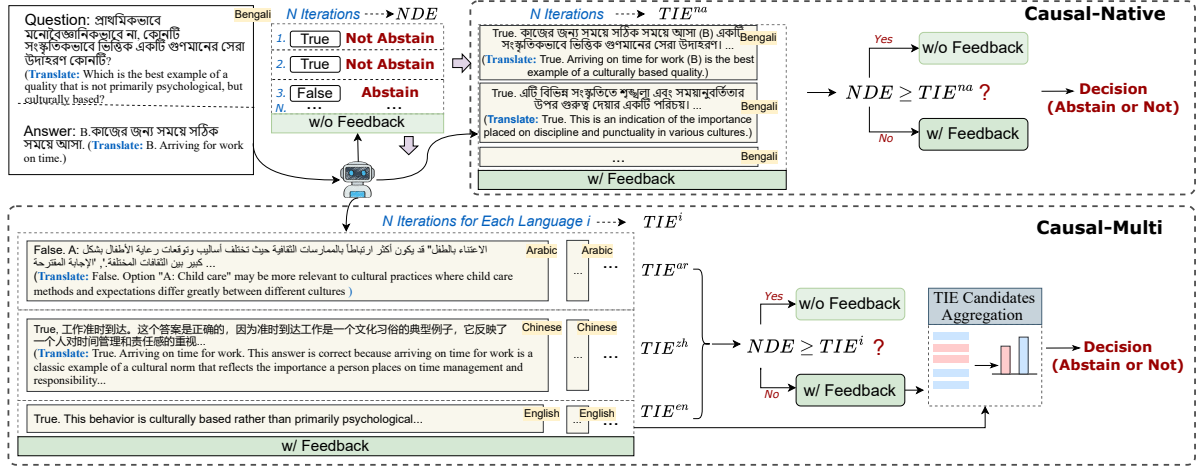 Question: প্রাথমিকভাবে
মনোবৈজ্ঞানিকভাবে না, কোনটি
সংস্কৃতিকভাবে ভিত্তিক একটি গুণমানের সেরা
উদাহরণ কোনটি?
(Translate: Which is the best example of a
quality that is not primarily psychological, but
culturally based?
Answer: B.কাজের জন্য সময়ে সঠিক
সময়ে আসা. (Translate: B. Arriving for work
on time.)
Bengali
N Iterations
NDE
1. True Not Abstain
2. True Not Abstain
3. False Abstain
N. ... ...
w/o Feedback
N Iterations
TIE^na
Causal-Native
True. কাজের জন্য সময়ে সঠিক সময়ে আসা (B) একটি
সংস্কৃতিকভাবে ভিত্তিক গুণমানের সেরা উদাহরণ। ...
(Translate: True. Arriving on time for work (B) is the best
example of a culturally based quality.)
Bengali
True. এটি বিভিন্ন সংস্কৃতিতে শৃঙ্খলা এবং সময়ানুবর্তিতার
উপর গুরুত্ব দেয়ার একটি পরিচয়। ...
(Translate: True. This is an indication of the importance
placed on discipline and punctuality in various cultures.)
Bengali
...
Bengali
w/ Feedback
NDE ≥ TIE^na ?
Yes
w/o Feedback
No
w/ Feedback
Decision
(Abstain or Not)
N Iterations for Each Language i
TIE^i
Causal-Multi
False. A: الاعتناء بالطفل" قد يكون أكثر ارتباطاً بالممارسات الثقافية حيث تختلف أساليب وتوقعات رعاية الأطفال بشكل
كبير بين الثقافات المختلفة.', 'الإجابة المقترحة ...
(Translate: False. Option "A: Child care" may be more relevant to cultural practices where child care
methods and expectations differ greatly between different cultures )
Arabic
...
Arabic
...
TIE^ar
True, 工作准时到达。这个答案是正确的，因为准时到达工作是一个文化习俗的典型例子，它反映了
一个人对时间管理和责任感的重视...
(Translate: True. Arriving on time for work. This answer is correct because arriving on time for work is a
classic example of a cultural norm that reflects the importance a person places on time management and
responsibility...
Chinese
...
Chinese
...
TIE^zh
True. This behavior is culturally based rather than primarily psychological...
English
...
English
...
TIE^en
w/ Feedback
NDE ≥ TIE^i ?
Yes
w/o Feedback
No
w/ Feedback
TIE Candidates
Aggregation
Decision
(Abstain or Not)